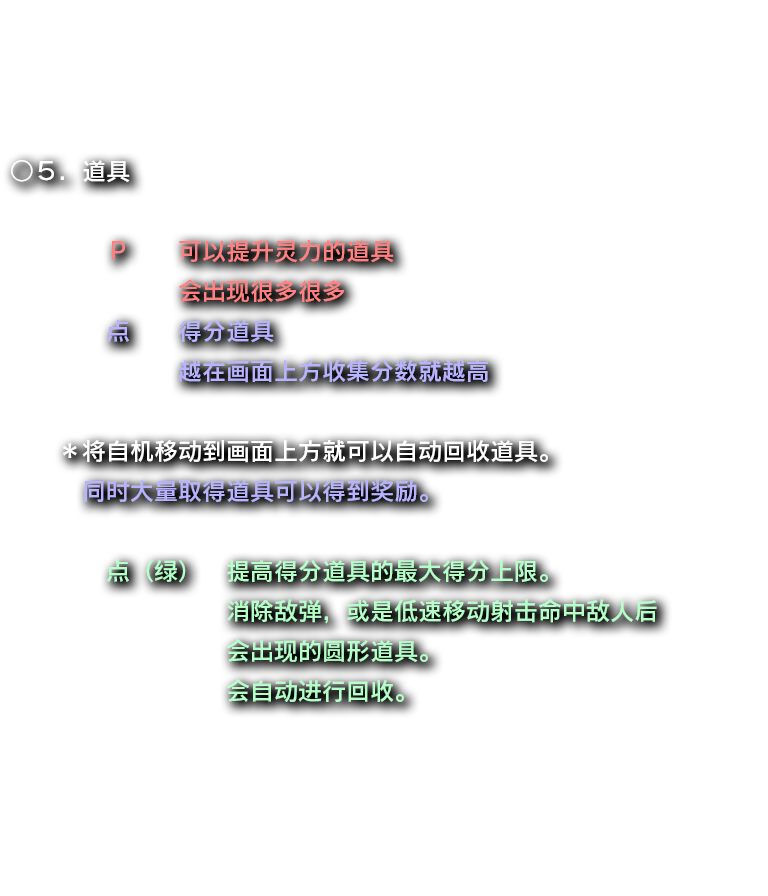 ○５．道具
Ｐ　　可以提升灵力的道具
会出现很多很多
点　　得分道具
越在画面上方收集分数就越高
＊将自机移动到画面上方就可以自动回收道具。
同时大量取得道具可以得到奖励。
点（绿）　提高得分道具的最大得分上限。
消除敌弹，或是低速移动射击命中敌人后
会出现的圆形道具。
会自动进行回收。